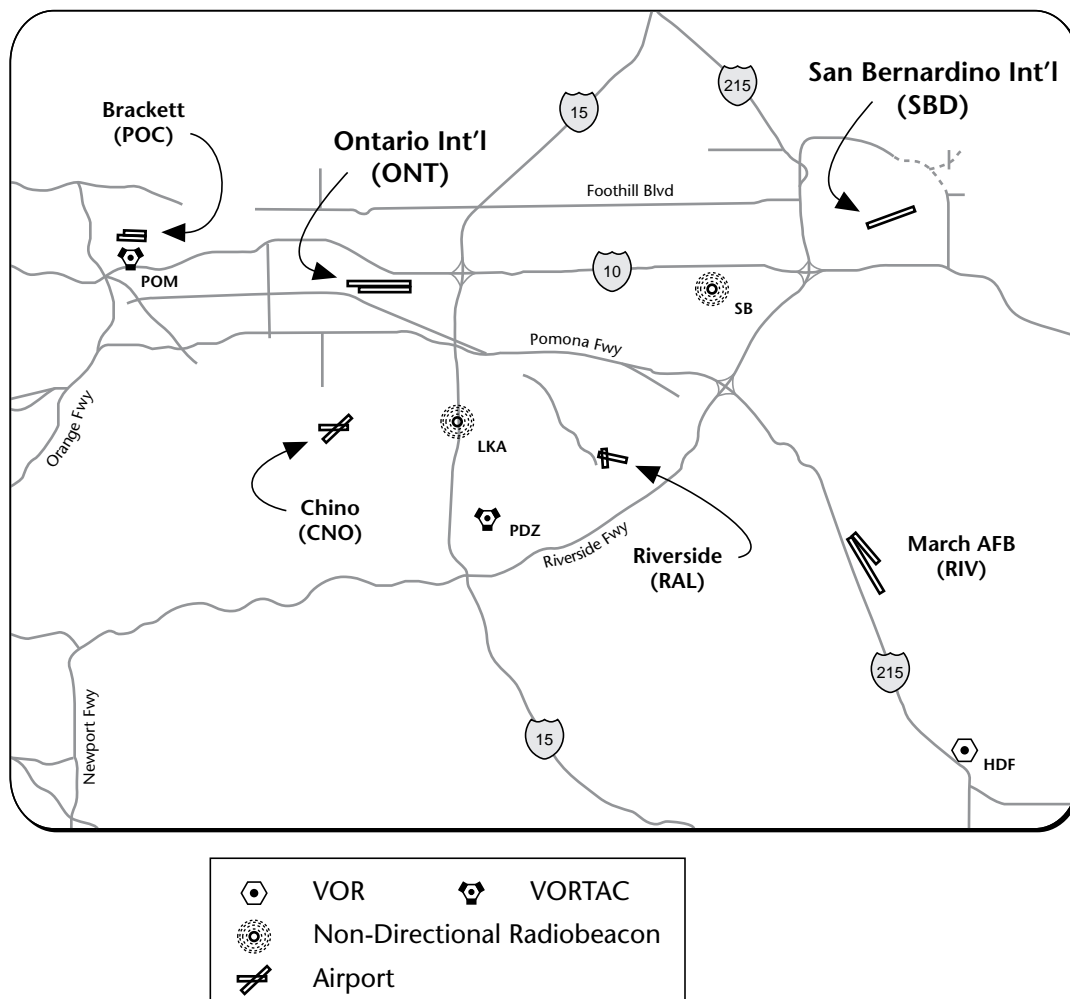 San Bernardino Int'l
(SBD)
215
15
Brackett
(POC)
Ontario Int'l
(ONT)
Foothill Blvd
POM
10
SB
Pomona Fwy
Orange Fwy
LKA
Chino
(CNO)
PDZ
Riverside Fwy
Riverside
(RAL)
March AFB
(RIV)
215
Newport Fwy
15
HDF
VOR
VORTAC
Non-Directional Radiobeacon
Airport